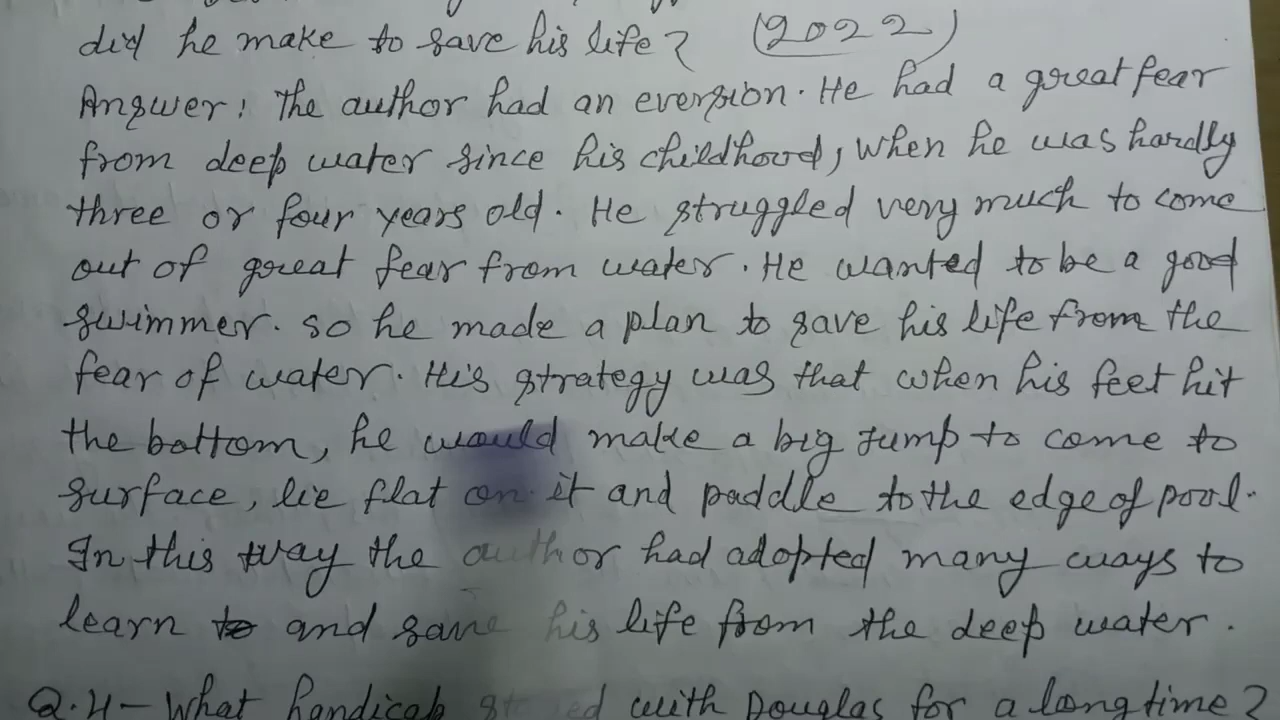 did he make to save his life? (2022)
Answer: The author had an eversion. He had a great fear
from deep water since his childhood, when he was hardly
three or four years old. He struggled very much to come
out of great fear from water. He wanted to be a good
swimmer. So he made a plan to save his life from the
fear of water. His strategy was that when his feet hit
the bottom, he would make a big jump to come to
surface, lie flat on it and paddle to the edge of pool.
In this way the author had adopted many ways to
learn to and save his life from the deep water.
Q.4- What handicap with Douglas for a long time?